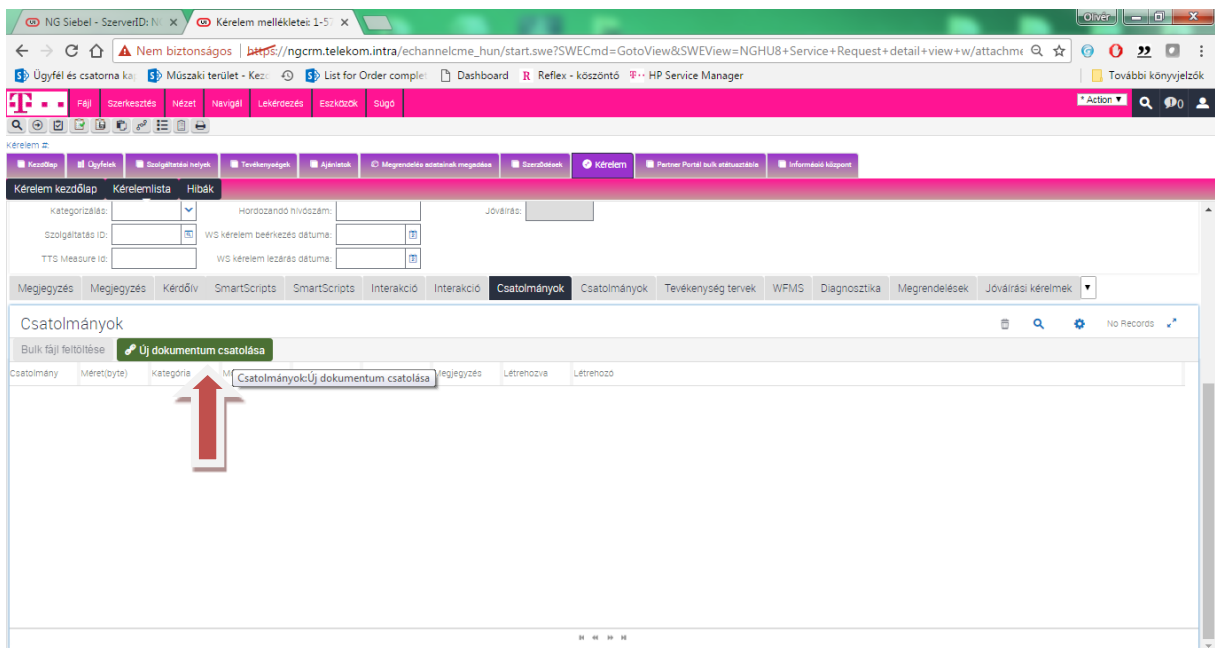 NG Siebel - SzerverID: N
Kérelem mellékletei: 1-57
Oliver
Nem biztonságos | https://ngcrm.telekom.intra/echannelcme_hun/start.swe?SWECmd=GotoView&SWEView=NGHU8+Service+Request+detail+view+w/attachme
Ügyfél és csatorna ka
Műszaki terület - Kez
List for Order comple
Dashboard
R Reflex - köszöntő
HP Service Manager
További könyvjelzők
T
Fájl Szerkesztés Nézet Navigál Lekérdezés Eszközök Súgó
* Action
0
Kérelem #:
Kezdőlap Ügyfelek Szolgáltatási helyek Tevékenységek Ajánlatok Megrendelés adatainak megadása Szerződések Kérelem Partner Portál bulk státusztábla Információ központ
Kérelem kezdőlap Kérelemlista Hibák
Kategorizálás: Hordozandó hívószám: Jóváírás:
Szolgáltatás ID: WS kérelem beérkezés dátuma:
TTS Measure Id: WS kérelem lezárás dátuma:
Megjegyzés Megjegyzés Kérdőív SmartScripts SmartScripts Interakció Interakció Csatolmányok Csatolmányok Tevékenység tervek WFMS Diagnosztika Megrendelések Jóváírási kérelmek
Csatolmányok
No Records
Bulk fájl feltöltése Új dokumentum csatolása
Csatolmány Méret(byte) Kategória M Megjegyzés Létrehozva Létrehozó
Csatolmányok:Új dokumentum csatolása